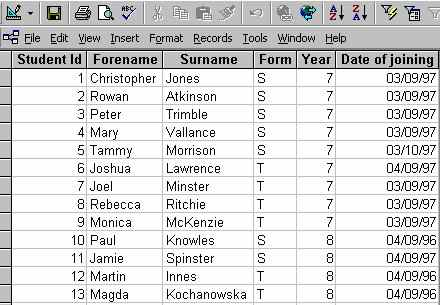 File Edit View Insert Format Records Tools Window Help
Student Id Forename Surname Form Year Date of joining
1 Christopher Jones S 7 03/09/97
2 Rowan Atkinson S 7 03/09/97
3 Peter Trimble S 7 03/09/97
4 Mary Vallance S 7 03/09/97
5 Tammy Morrison S 7 03/10/97
6 Joshua Lawrence T 7 04/09/97
7 Joel Minster T 7 03/09/97
8 Rebecca Ritchie T 7 03/09/97
9 Monica McKenzie T 7 03/09/97
10 Paul Knowles S 8 04/09/96
11 Jamie Spinster S 8 04/09/96
12 Martin Innes T 8 04/09/96
13 Magda Kochanowska T 8 04/09/96